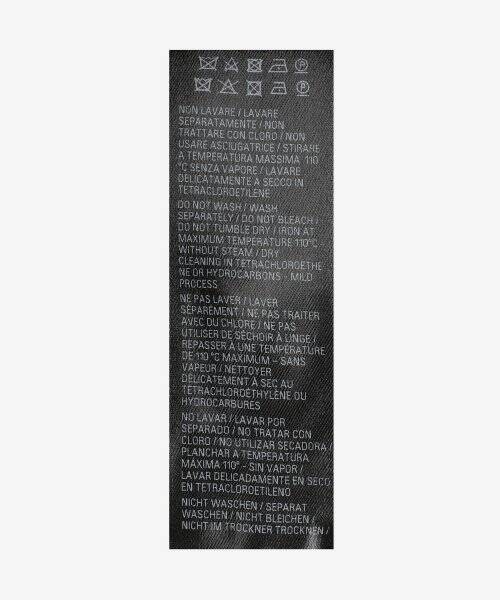 NON LAVARE / LAVARE
SEPARATAMENTE / NON
TRATTARE CON CLORO / NON
USARE ASCIUGATRICE / STIRARE
A TEMPERATURA MASSIMA 110
°C SENZA VAPORE / LAVARE
DELICATAMENTE A SECCO IN
TETRACLOROETILENE
DO NOT WASH / WASH
SEPARATELY / DO NOT BLEACH /
DO NOT TUMBLE DRY / IRON AT
MAXIMUM TEMPERATURE 110°C -
WITHOUT STEAM / DRY
CLEANING IN TETRACHLOROETHE
NE OR HYDROCARBONS - MILD
PROCESS
NE PAS LAVER / LAVER
SÉPARÉMENT / NE PAS TRAITER
AVEC DU CHLORE / NE PAS
UTILISER DE SÉCHOIR À LINGE /
REPASSER À UNE TEMPÉRATURE
DE 110 °C MAXIMUM – SANS
VAPEUR / NETTOYER
DÉLICATEMENT À SEC AU
TETRACHLOROÉTHYLÈNE OU
HYDROCARBURES
NO LAVAR / LAVAR POR
SEPARADO / NO TRATAR CON
CLORO / NO UTILIZAR SECADORA /
PLANCHAR A TEMPERATURA
MÁXIMA 110° - SIN VAPOR /
LAVAR DELICADAMENTE EN SECO
EN TETRACLOROETILENO
NICHT WASCHEN / SEPARAT
WASCHEN / NICHT BLEICHEN /
NICHT IM TROCKNER TROCKNEN /